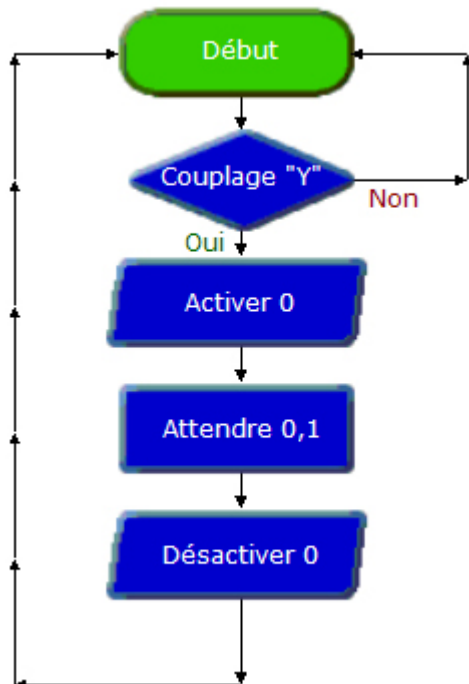 Début
Couplage "Y"
Non
Oui
Activer 0
Attendre 0,1
Désactiver 0